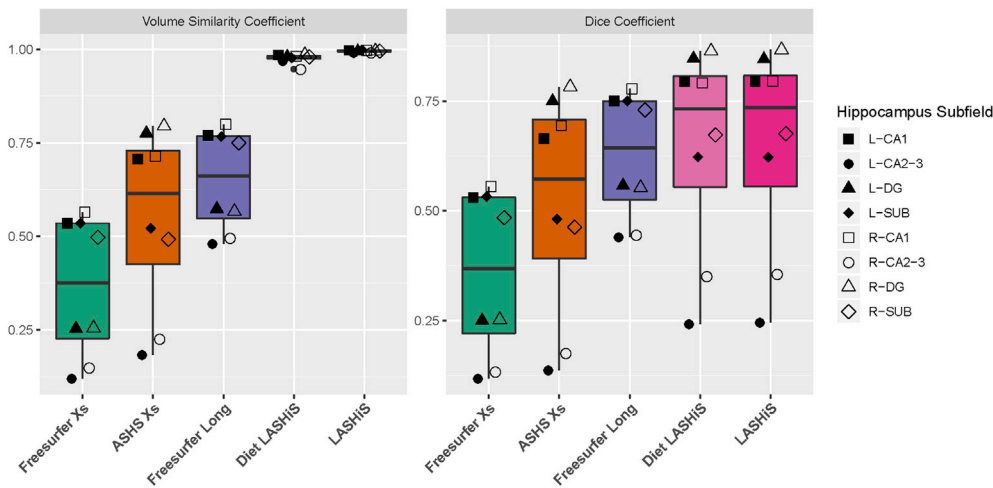 Volume Similarity Coefficient
Dice Coefficient
1.00
0.75
0.50
0.25
0.75
0.50
0.25
Freesurfer Xs
ASHS Xs
Freesurfer Long
Diet LASHiS
LASHiS
Freesurfer Xs
ASHS Xs
Freesurfer Long
Diet LASHiS
LASHiS
Hippocampus Subfield
L-CA1
L-CA2-3
L-DG
L-SUB
R-CA1
R-CA2-3
R-DG
R-SUB